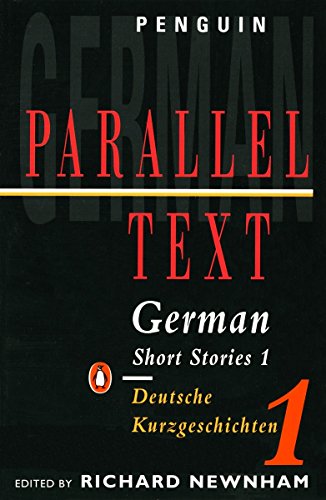 PENGUIN
GERMAN
PARALLEL
TEXT
German
Short Stories 1
Deutsche
Kurzgeschichten
1
EDITED BY RICHARD NEWNHAM